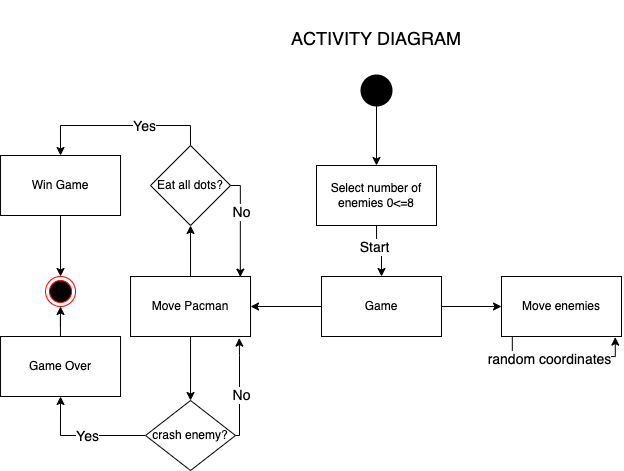 ACTIVITY DIAGRAM
Yes
Win Game
Eat all dots?
No
Select number of
enemies 0<=8
Start
Move Pacman
Game
Move enemies
random coordinates
Game Over
No
Yes
crash enemy?